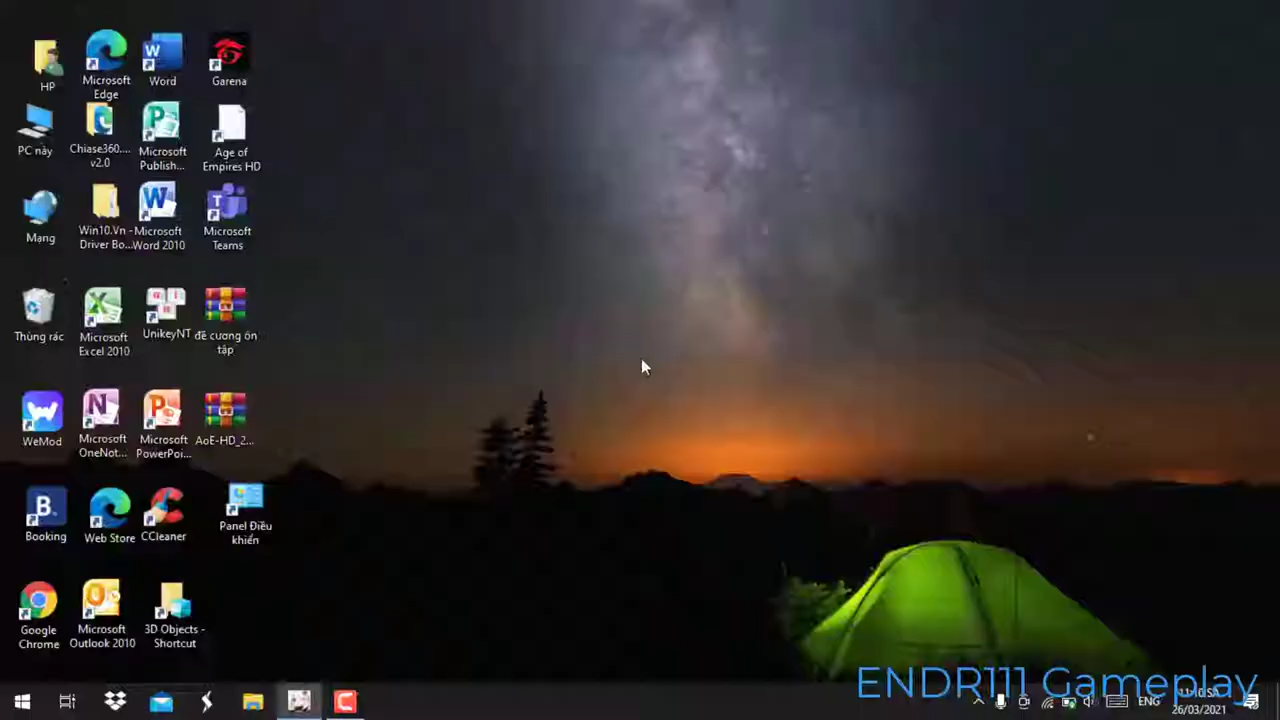 HP
Microsoft
Edge
Word
Garena
PC này
Chiase360....
v2.0
Microsoft
Publish...
Age of
Empires HD
Mạng
Win10.Vn -
Driver Bo...
Microsoft
Word 2010
Microsoft
Teams
Thùng rác
Microsoft
Excel 2010
UnikeyNT
đề cương ôn
tập
WeMod
Microsoft
OneNot...
Microsoft
PowerPoi...
AoE-HD_2...
Booking
Web Store
CCleaner
Panel Điều
khiển
Google
Chrome
Microsoft
Outlook 2010
3D Objects -
Shortcut
ENDR111 Gameplay
ENG
26/03/2021